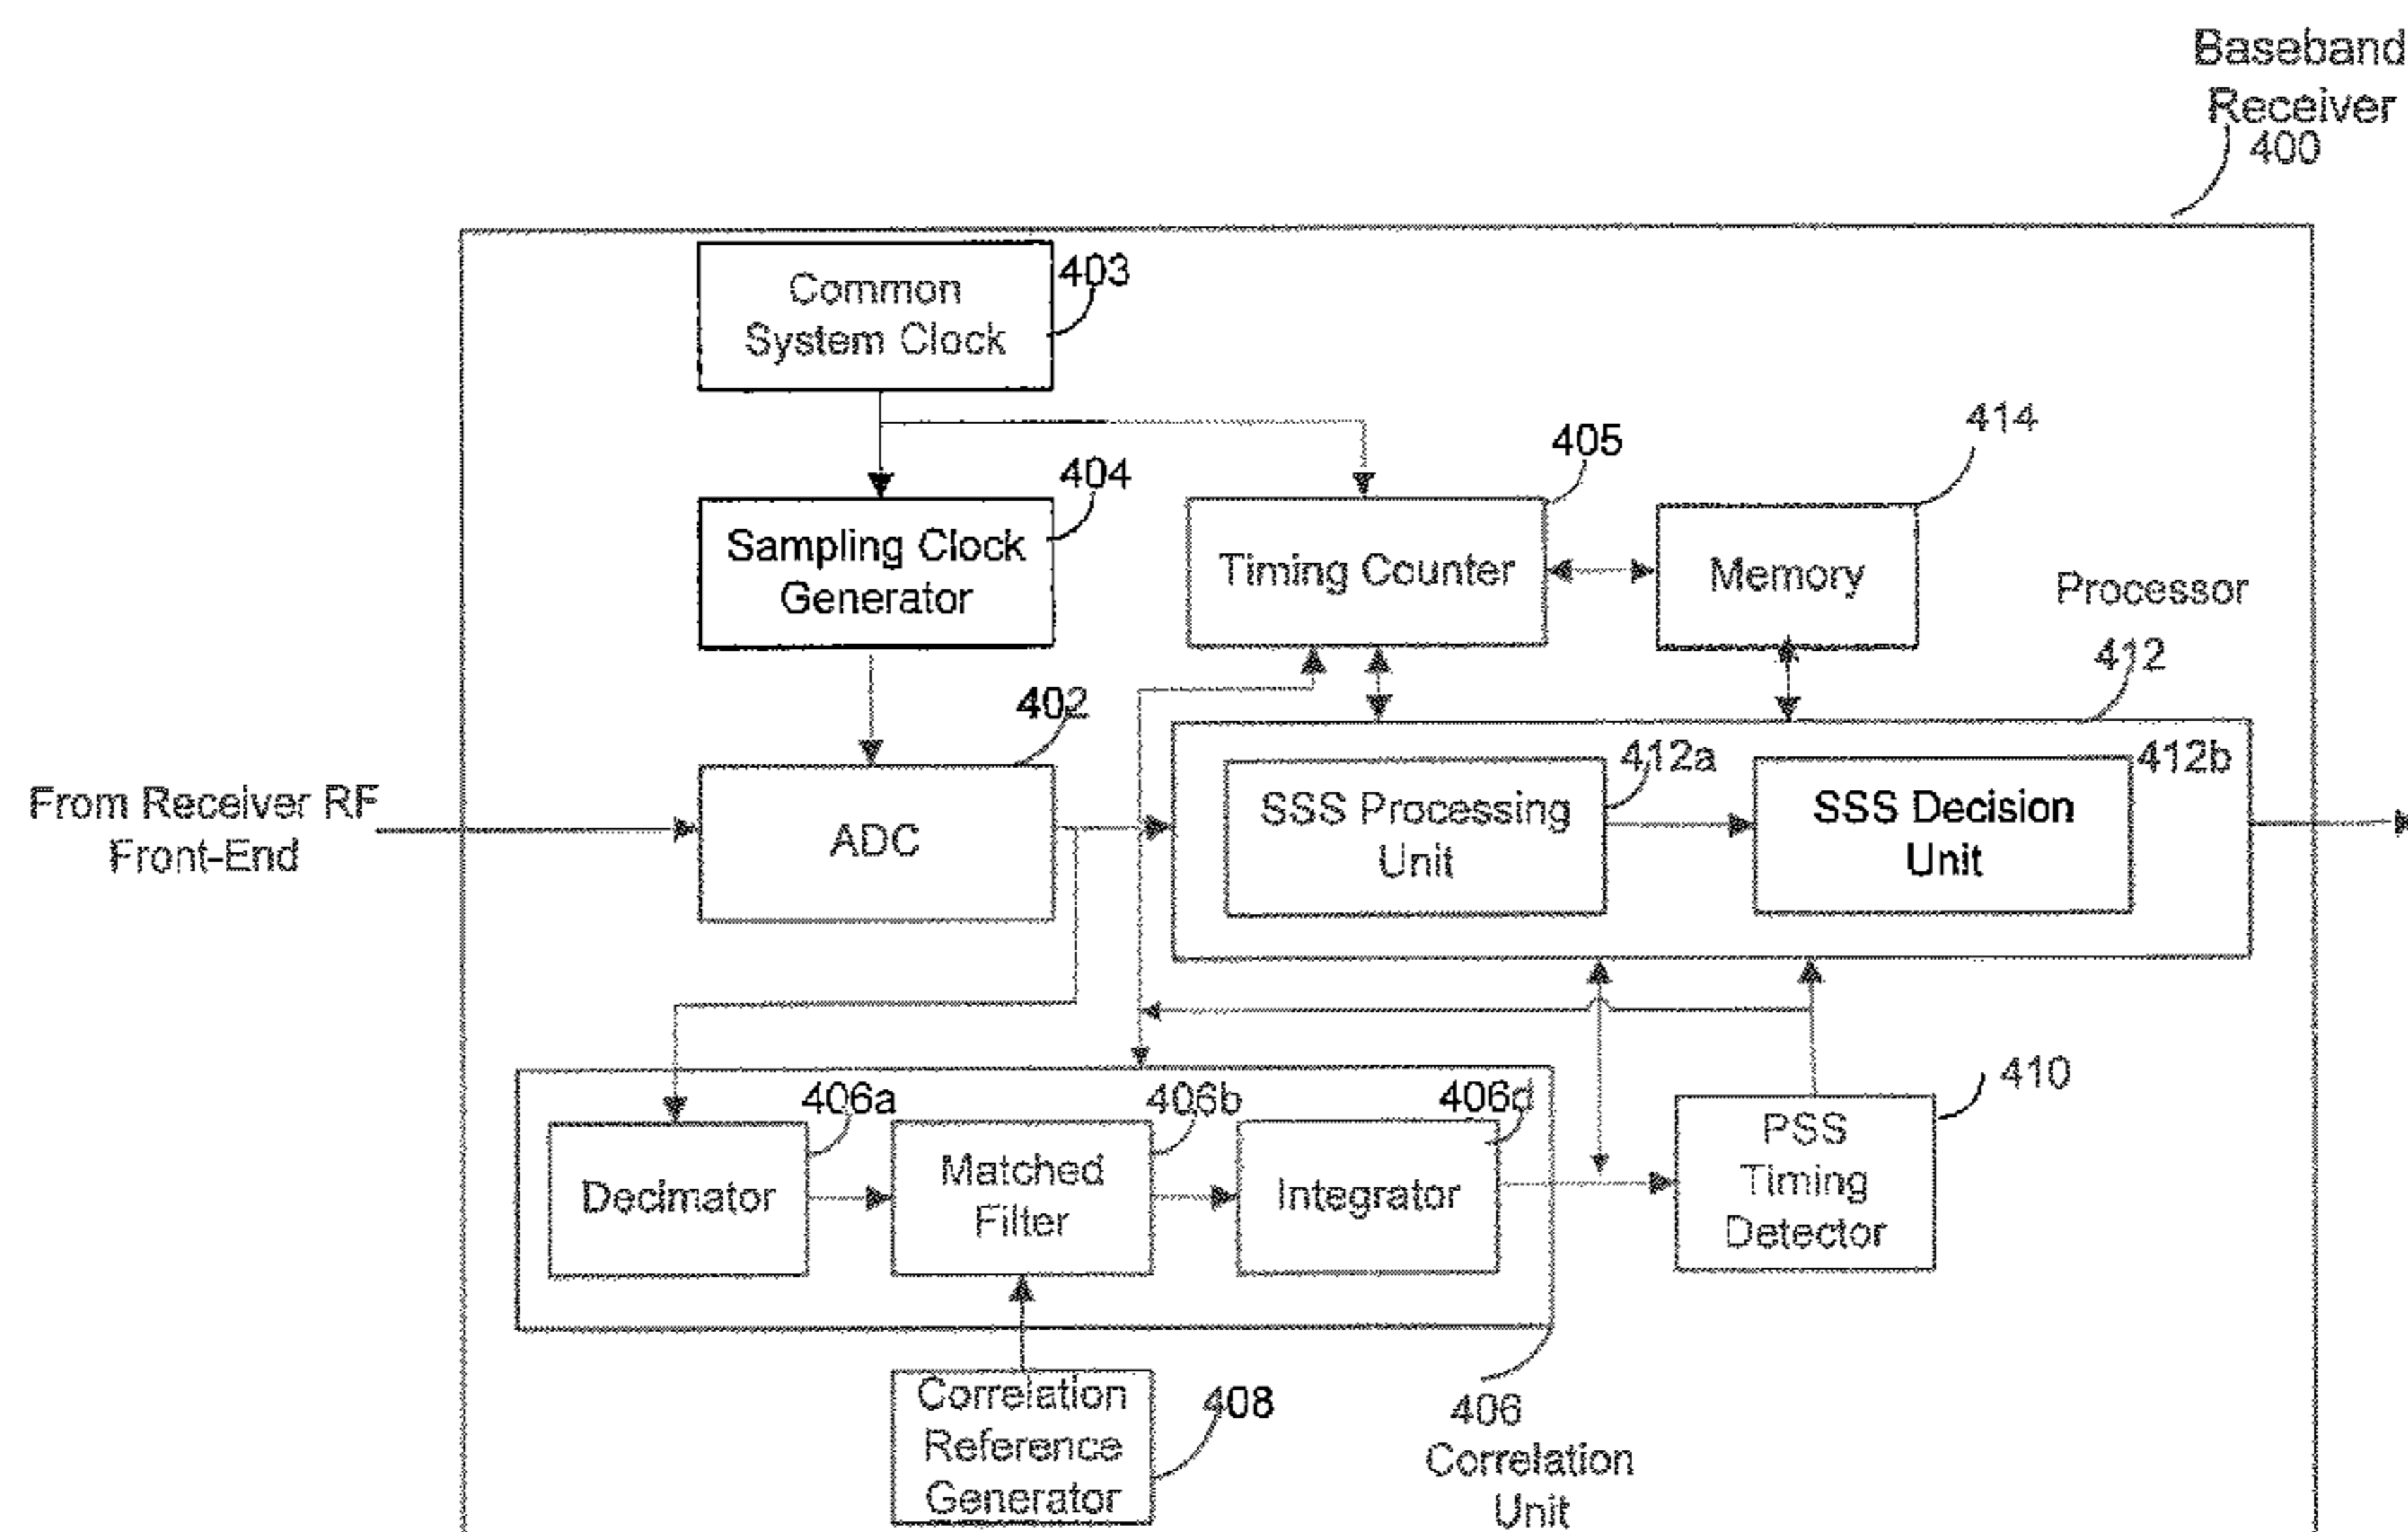 Baseband
Receiver
400
Common
System Clock
403
414
405
404
Sampling Clock
Generator
Timing Counter
Memory
Processor
412
402
From Receiver RF
Front-End
ADC
412a
SSS Processing
Unit
412b
SSS Decision
Unit
406a
Decimator
406b
Matched
Filter
406d
Integrator
410
PSS
Timing
Detector
Correlation
Reference
Generator
408
406
Correlation
Unit